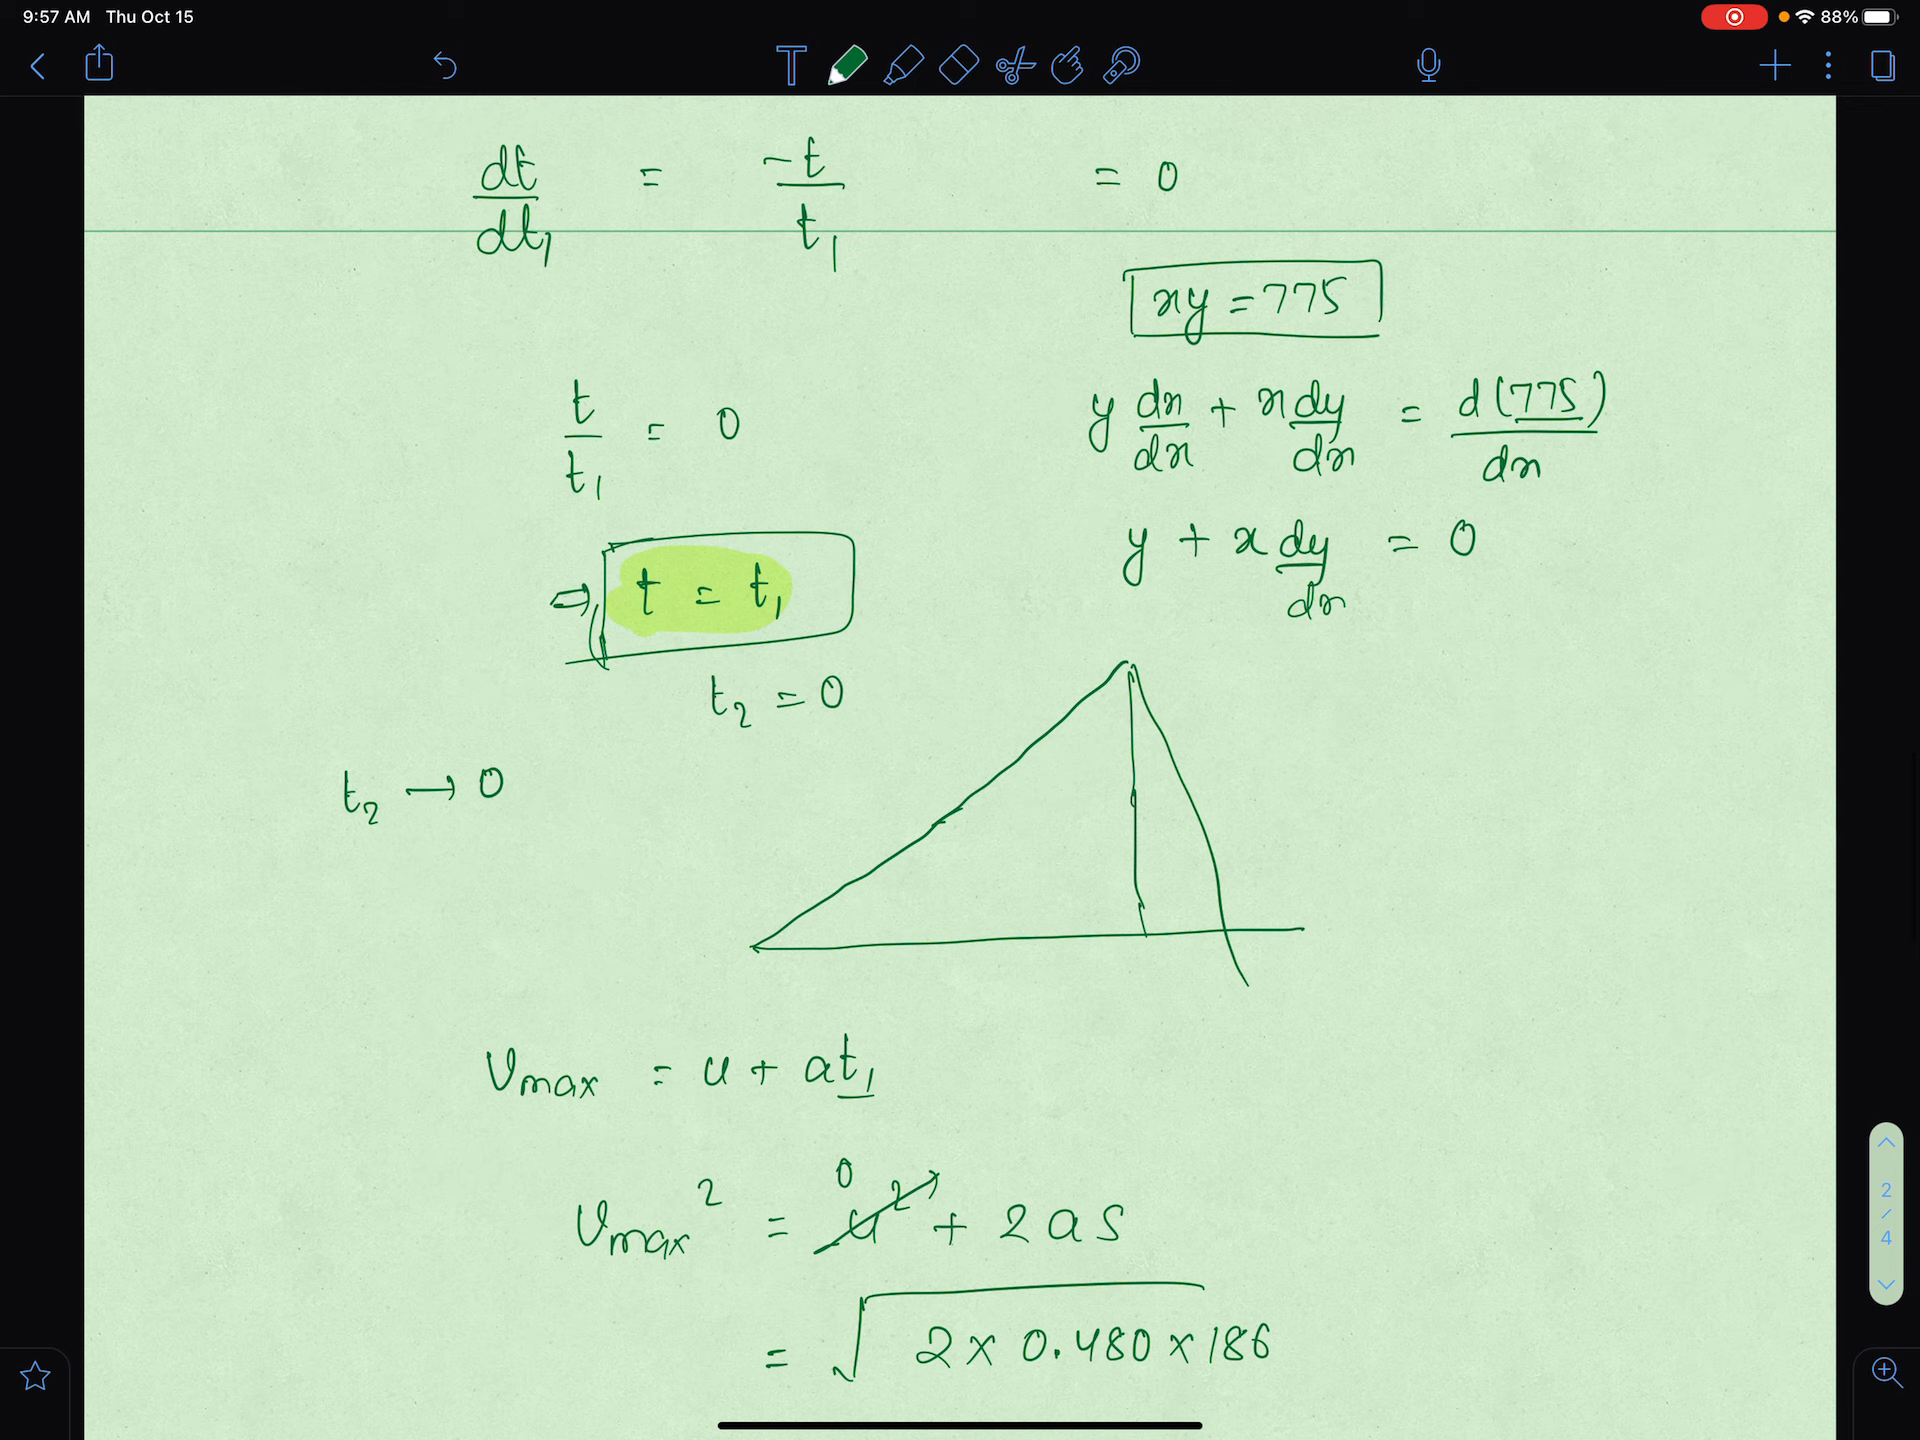 9:57 AM Thu Oct 15
88%
dt/dt₁ = -t/t₁ = 0
xy = 775
t/t₁ = 0
y dx/dx + x dy/dx = d(775)/dx
y + x dy/dx = 0
⇒ t = t₁
t₂ = 0
t₂ → 0
Vmax = u + at₁
0
Vmax² = u² + 2as
= √2 x 0.480 x 186
2
/
4